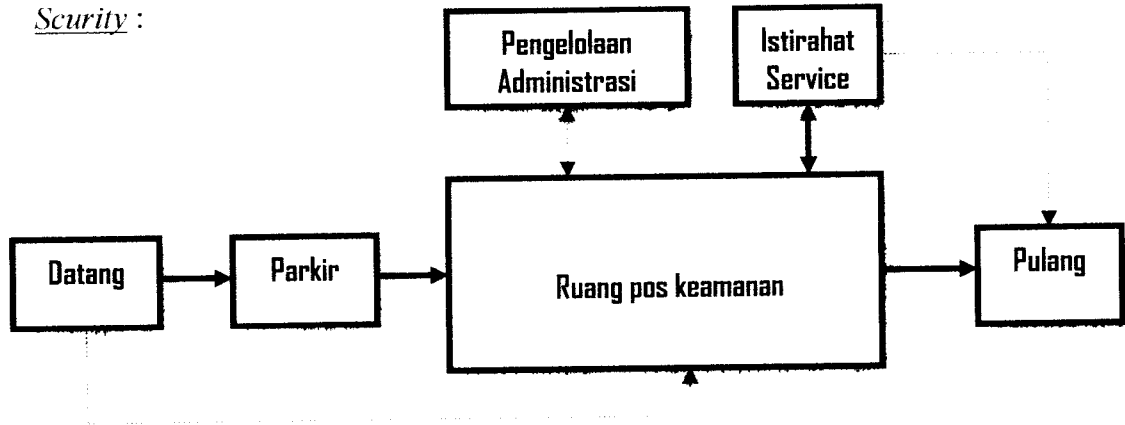 Scurity :
Pengelolaan
Administrasi
Istirahat
Service
Datang
Parkir
Ruang pos keamanan
Pulang